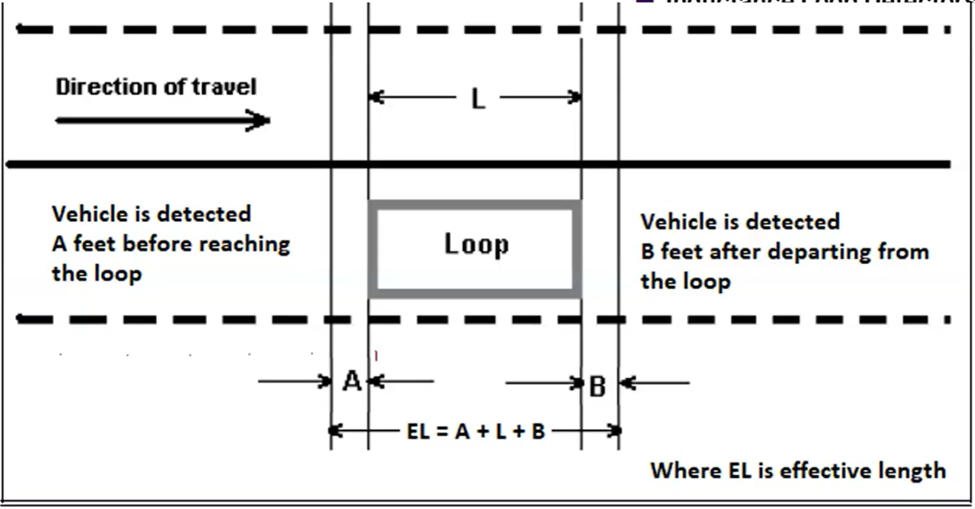 Direction of travel
L
Vehicle is detected
A feet before reaching
the loop
Loop
Vehicle is detected
B feet after departing from
the loop
A
B
EL = A + L + B
Where EL is effective length